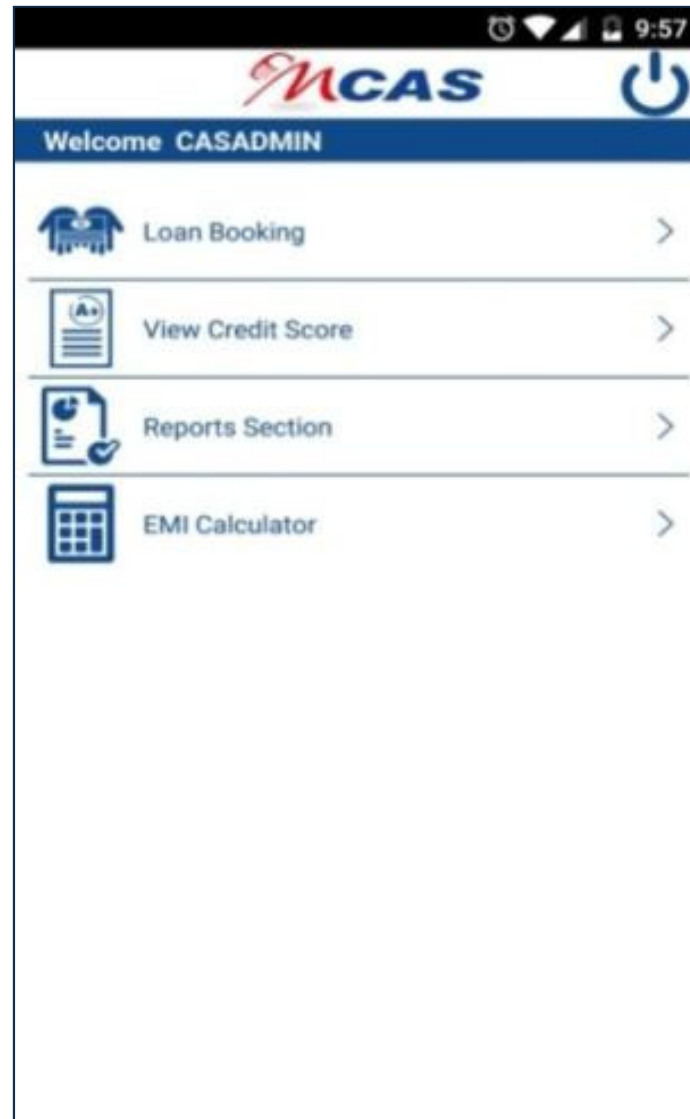 9:57
MCAS
Welcome CASADMIN
Loan Booking
A+
View Credit Score
Reports Section
EMI Calculator